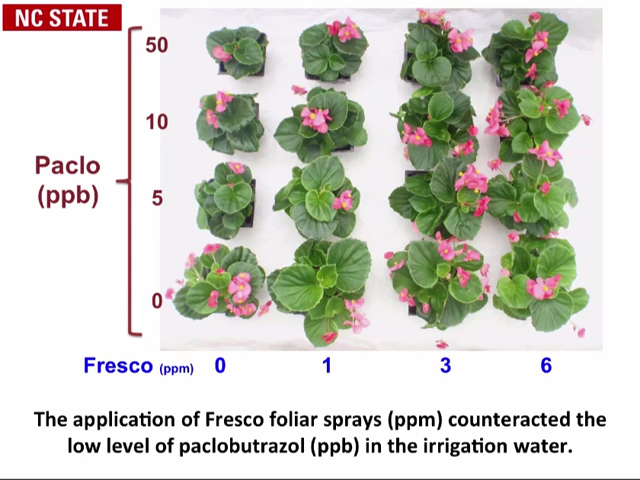 NC STATE
50
10
Paclo
(ppb)
5
0
Fresco (ppm) 0 1 3 6
The application of Fresco foliar sprays (ppm) counteracted the
low level of paclobutrazol (ppb) in the irrigation water.